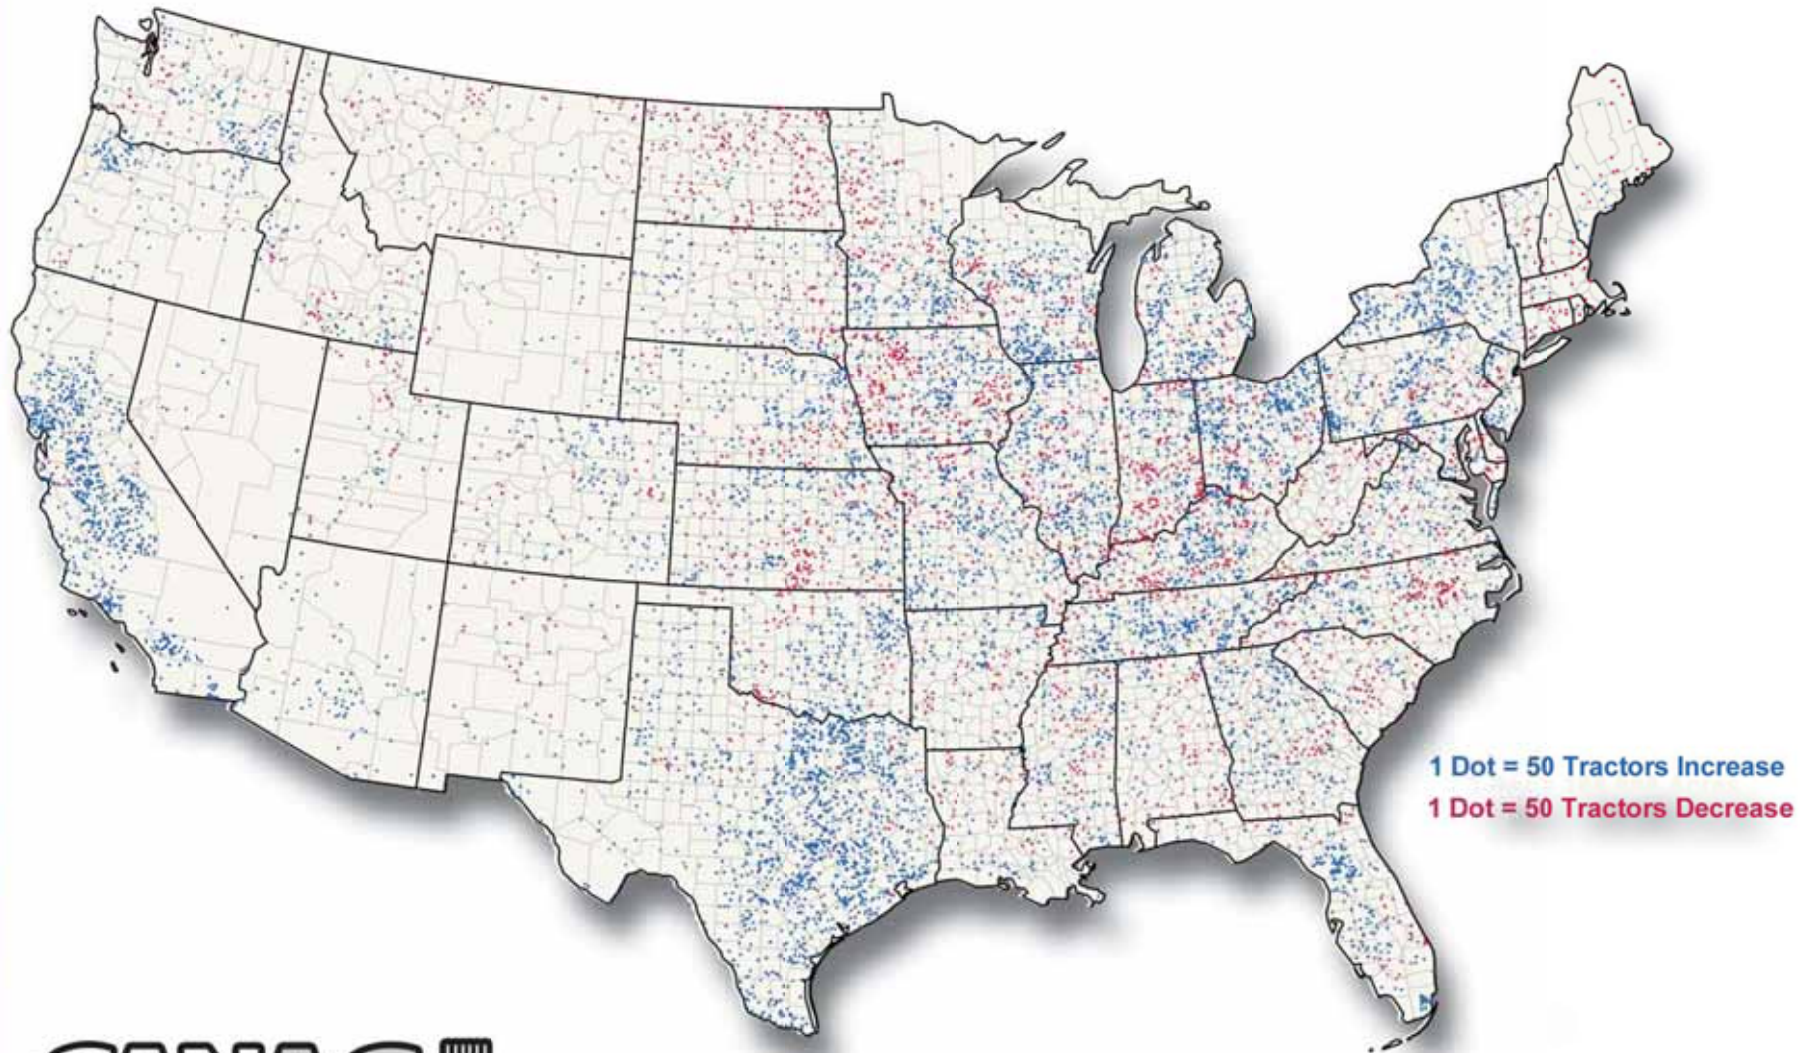 1 Dot = 50 Tractors Increase
1 Dot = 50 Tractors Decrease